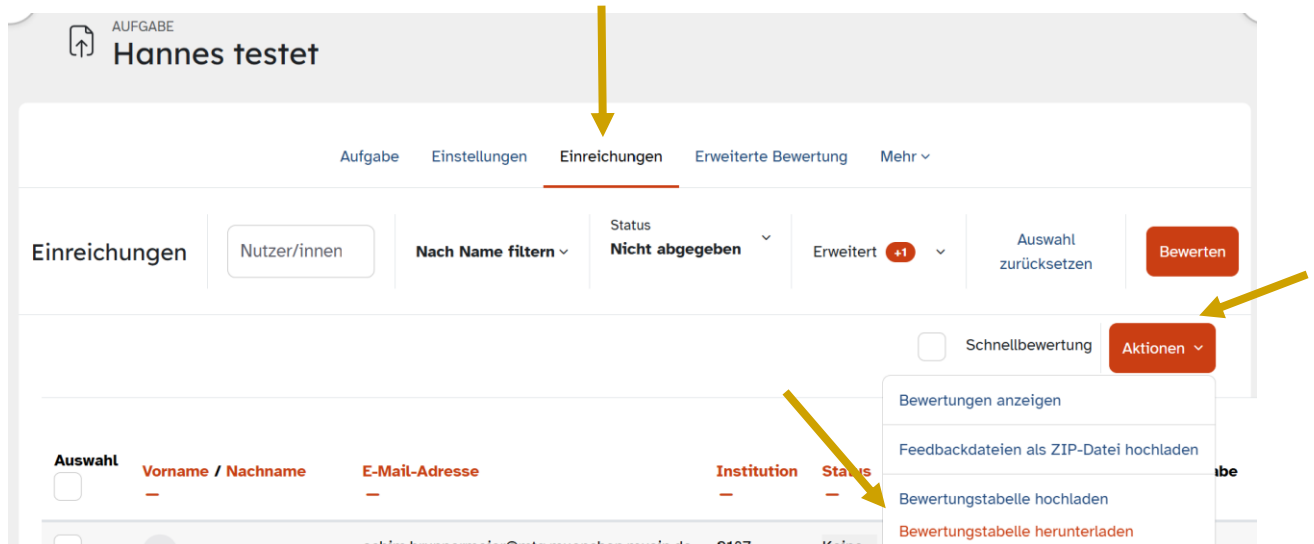 AUFGABE
Hannes testet
Aufgabe Einstellungen Einreichungen Erweiterte Bewertung Mehr
Einreichungen
Nutzer/innen
Nach Name filtern
Status
Nicht abgegeben
Erweitert +1
Auswahl
zurücksetzen
Bewerten
Schnellbewertung
Aktionen
Bewertungen anzeigen
Feedbackdateien als ZIP-Datei hochladen
Bewertungstabelle hochladen
Bewertungstabelle herunterladen
Auswahl
Vorname / Nachname E-Mail-Adresse Institution Status